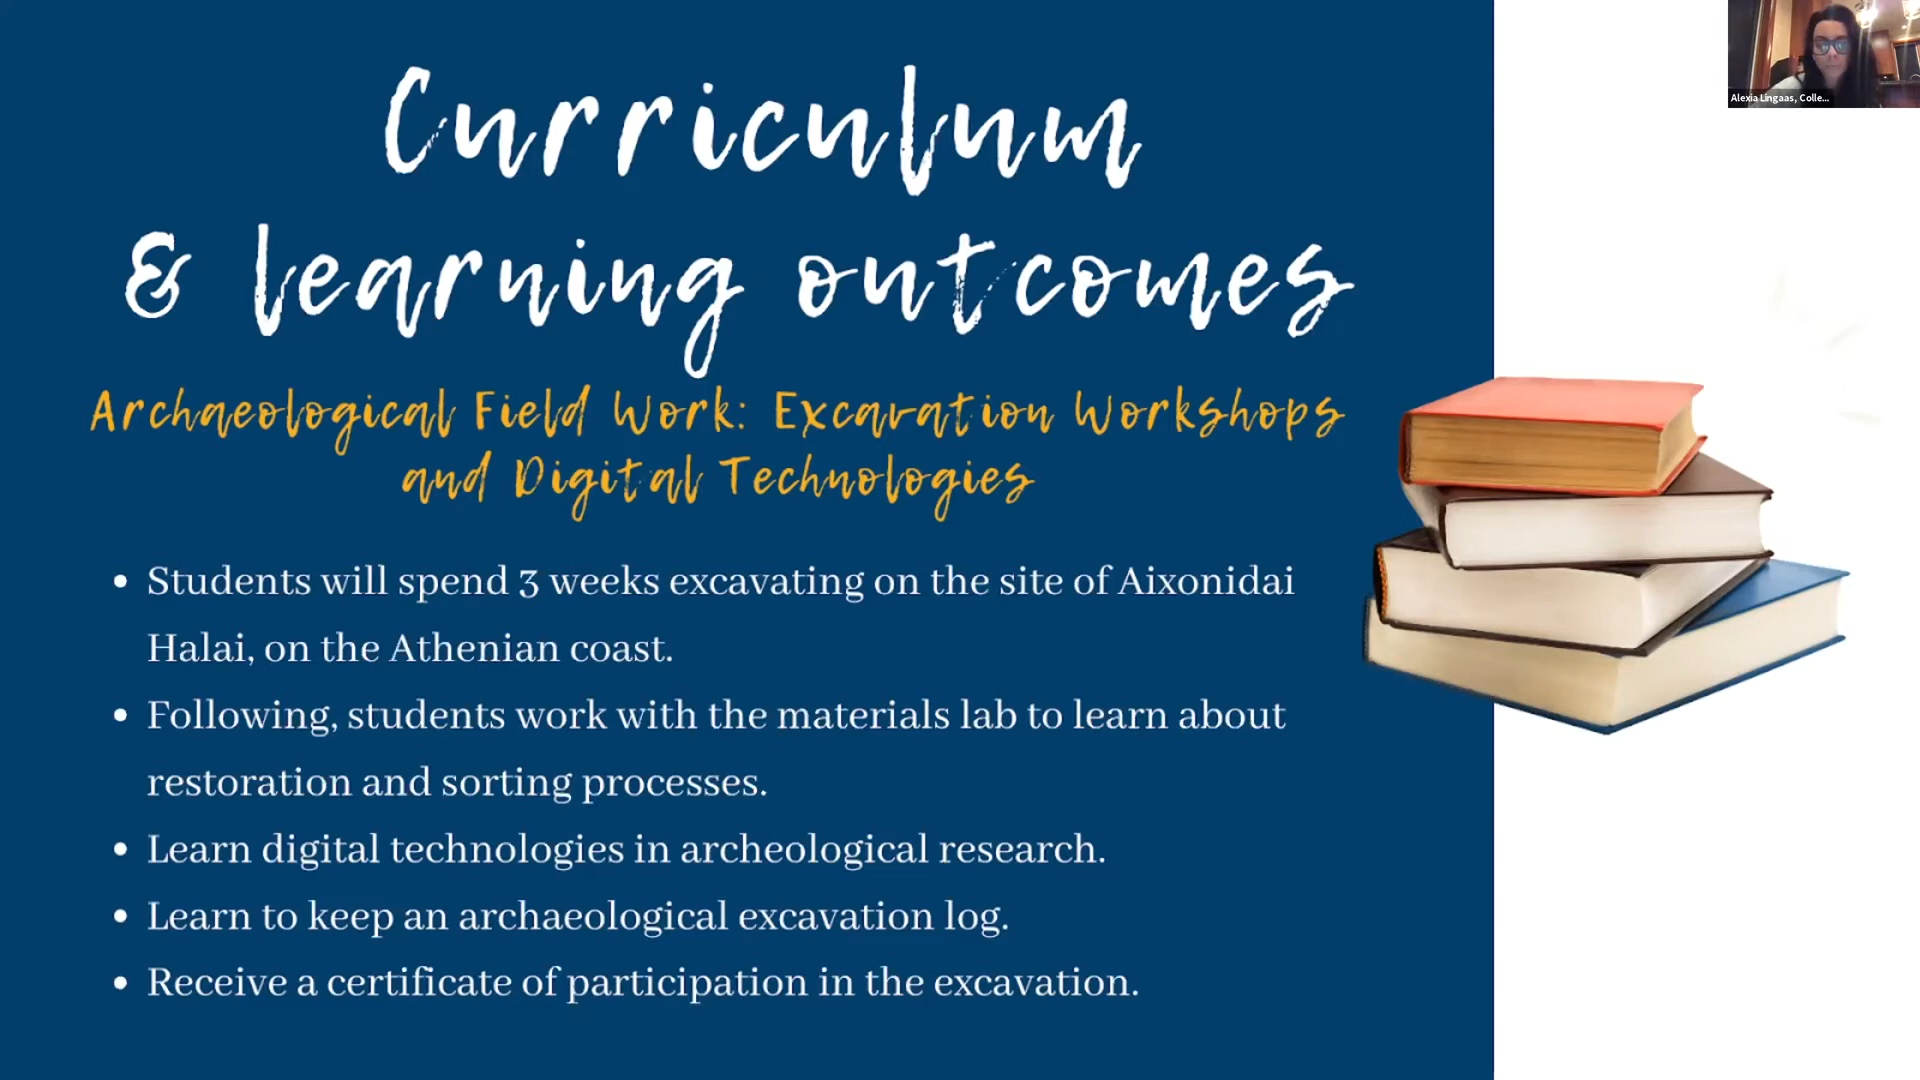 Curriculum
& learning outcomes
Archaeological Field Work: Excavation Workshops
and Digital Technologies
• Students will spend 3 weeks excavating on the site of Aixonidai
Halai, on the Athenian coast.
• Following, students work with the materials lab to learn about
restoration and sorting processes.
• Learn digital technologies in archeological research.
• Learn to keep an archaeological excavation log.
• Receive a certificate of participation in the excavation.
Alexia Lingaas, Colle...